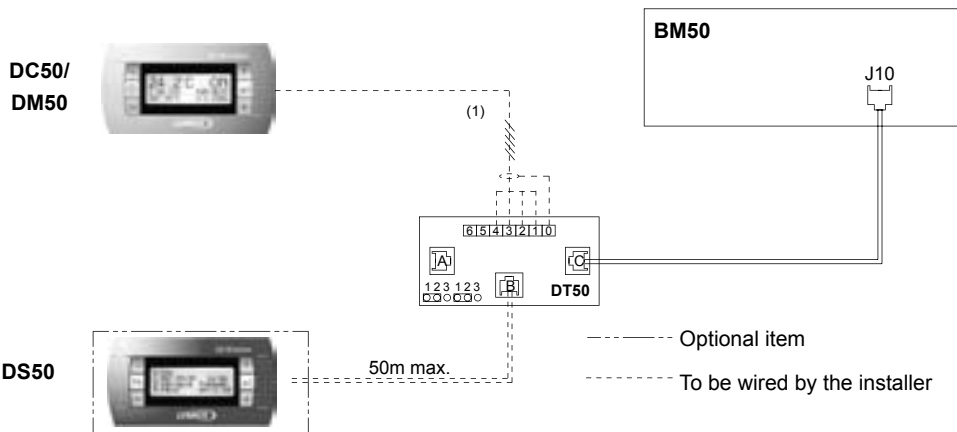 BM50
J10
DC50/
DM50
(1)
6 5 4 3 2 1 0
A
C
B
1 2 3 1 2 3
DT50
DS50
50m max.
Optional item
To be wired by the installer